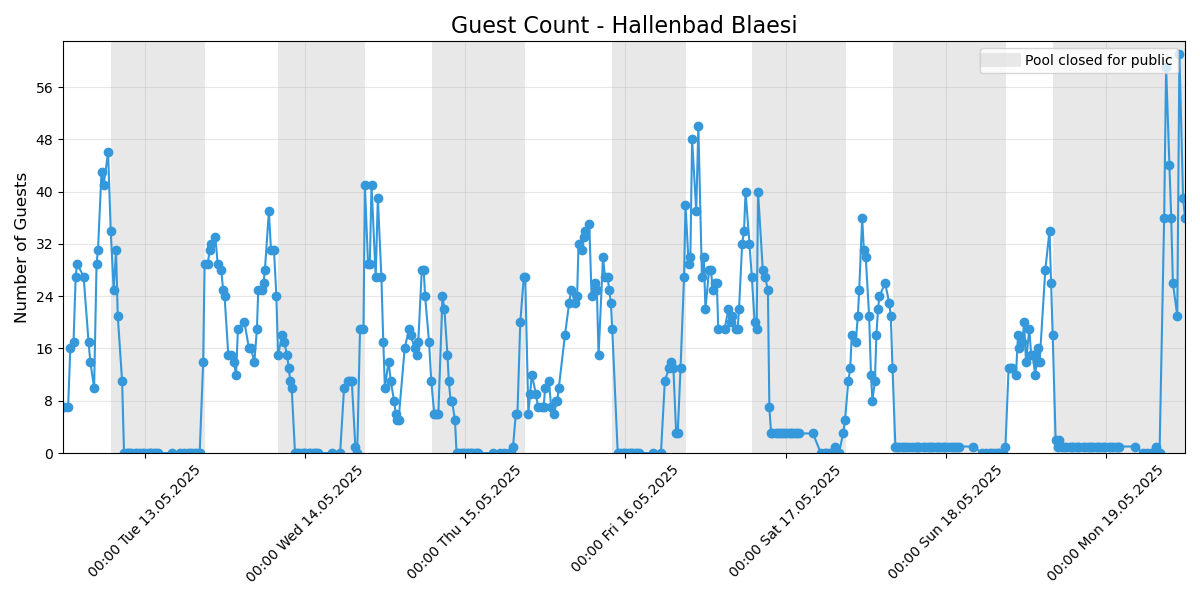 Guest Count - Hallenbad Blaesi
Pool closed for public
Number of Guests
56
48
40
32
24
16
8
0
00:00 Tue 13.05.2025
00:00 Wed 14.05.2025
00:00 Thu 15.05.2025
00:00 Fri 16.05.2025
00:00 Sat 17.05.2025
00:00 Sun 18.05.2025
00:00 Mon 19.05.2025